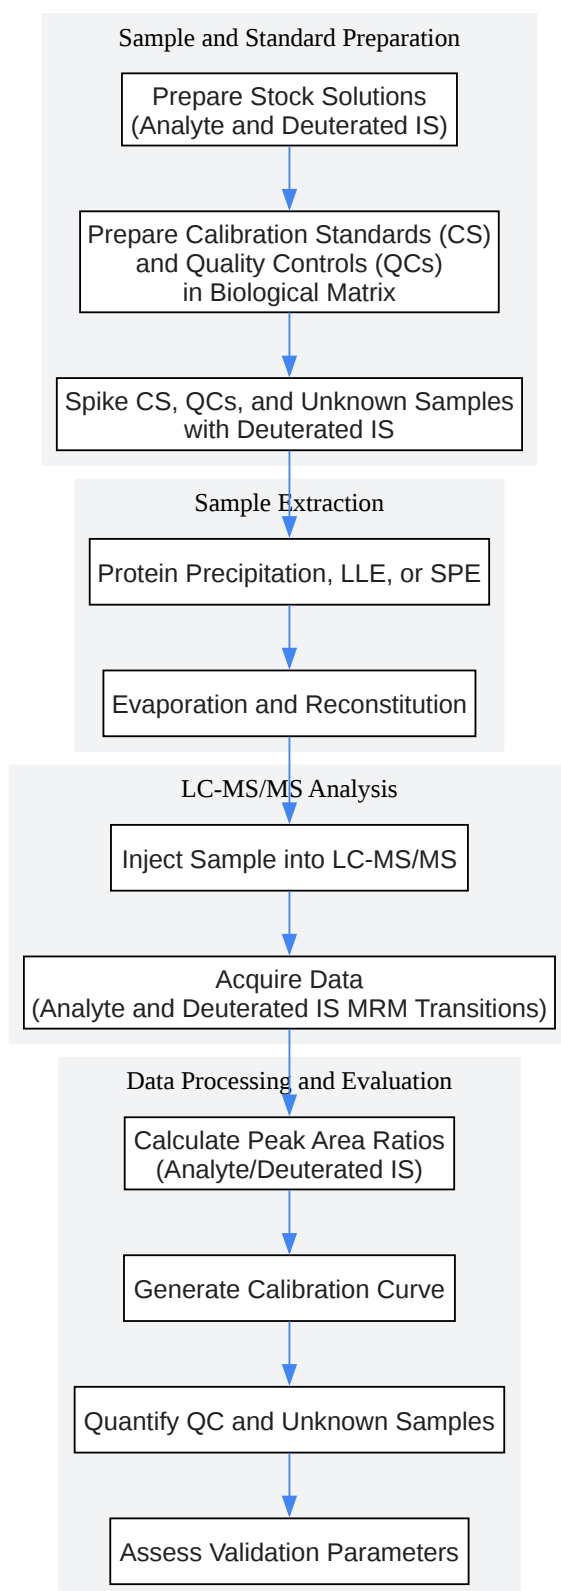 Sample and Standard Preparation
Prepare Stock Solutions
(Analyte and Deuterated IS)
Prepare Calibration Standards (CS)
and Quality Controls (QCs)
in Biological Matrix
Spike CS, QCs, and Unknown Samples
with Deuterated IS
Sample Extraction
Protein Precipitation, LLE, or SPE
Evaporation and Reconstitution
LC-MS/MS Analysis
Inject Sample into LC-MS/MS
Acquire Data
(Analyte and Deuterated IS MRM Transitions)
Data Processing and Evaluation
Calculate Peak Area Ratios
(Analyte/Deuterated IS)
Generate Calibration Curve
Quantify QC and Unknown Samples
Assess Validation Parameters